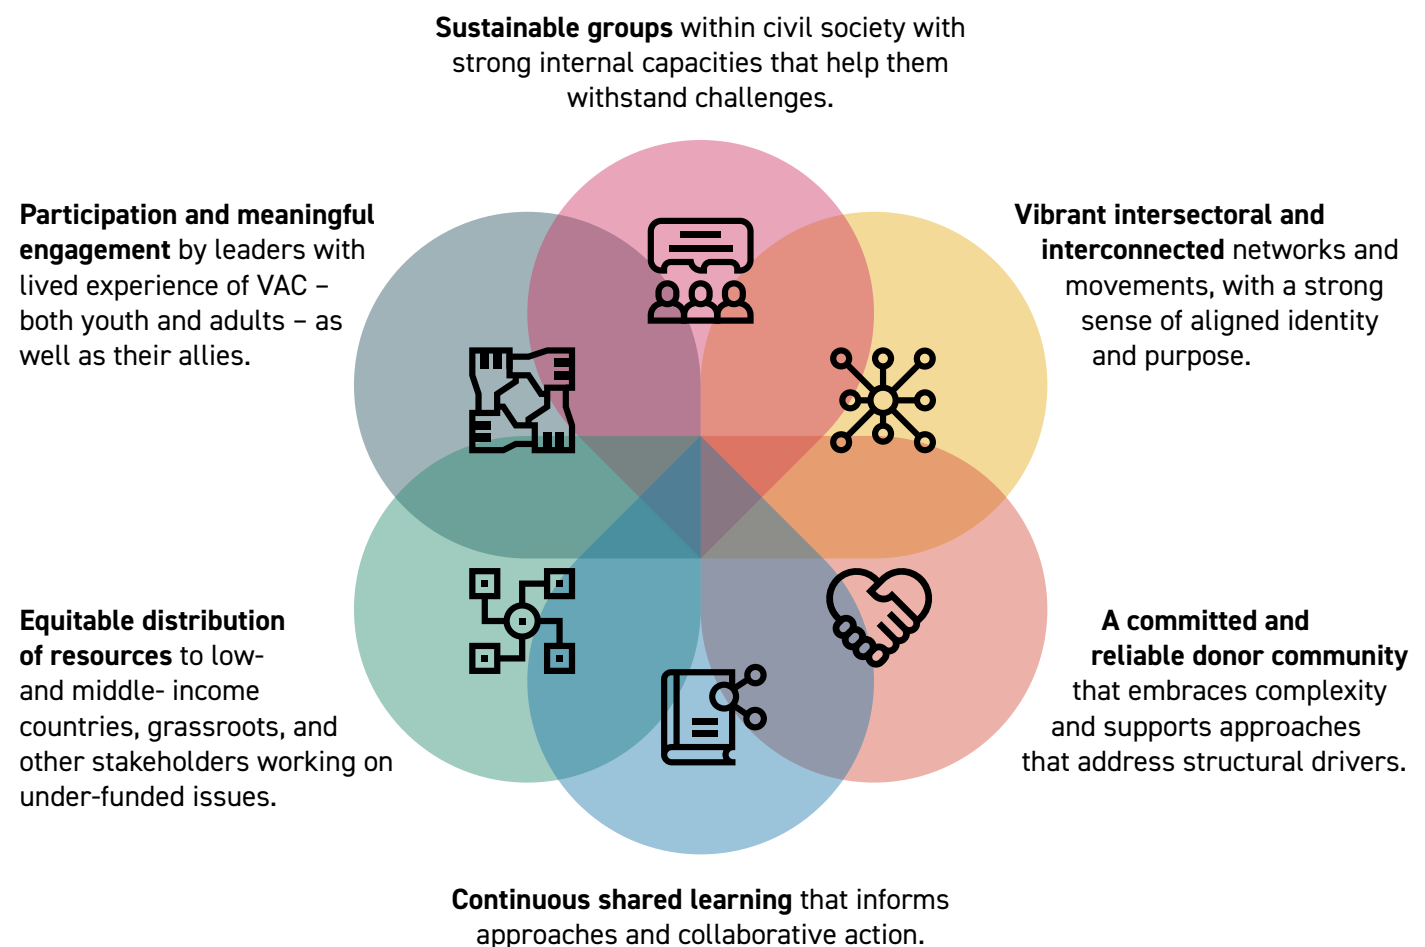 Sustainable groups within civil society with
strong internal capacities that help them
withstand challenges.
Participation and meaningful
engagement by leaders with
lived experience of VAC –
both youth and adults – as
well as their allies.
Vibrant intersectoral and
interconnected networks and
movements, with a strong
sense of aligned identity
and purpose.
Equitable distribution
of resources to low-
and middle- income
countries, grassroots, and
other stakeholders working on
under-funded issues.
A committed and
reliable donor community
that embraces complexity
and supports approaches
that address structural drivers.
Continuous shared learning that informs
approaches and collaborative action.